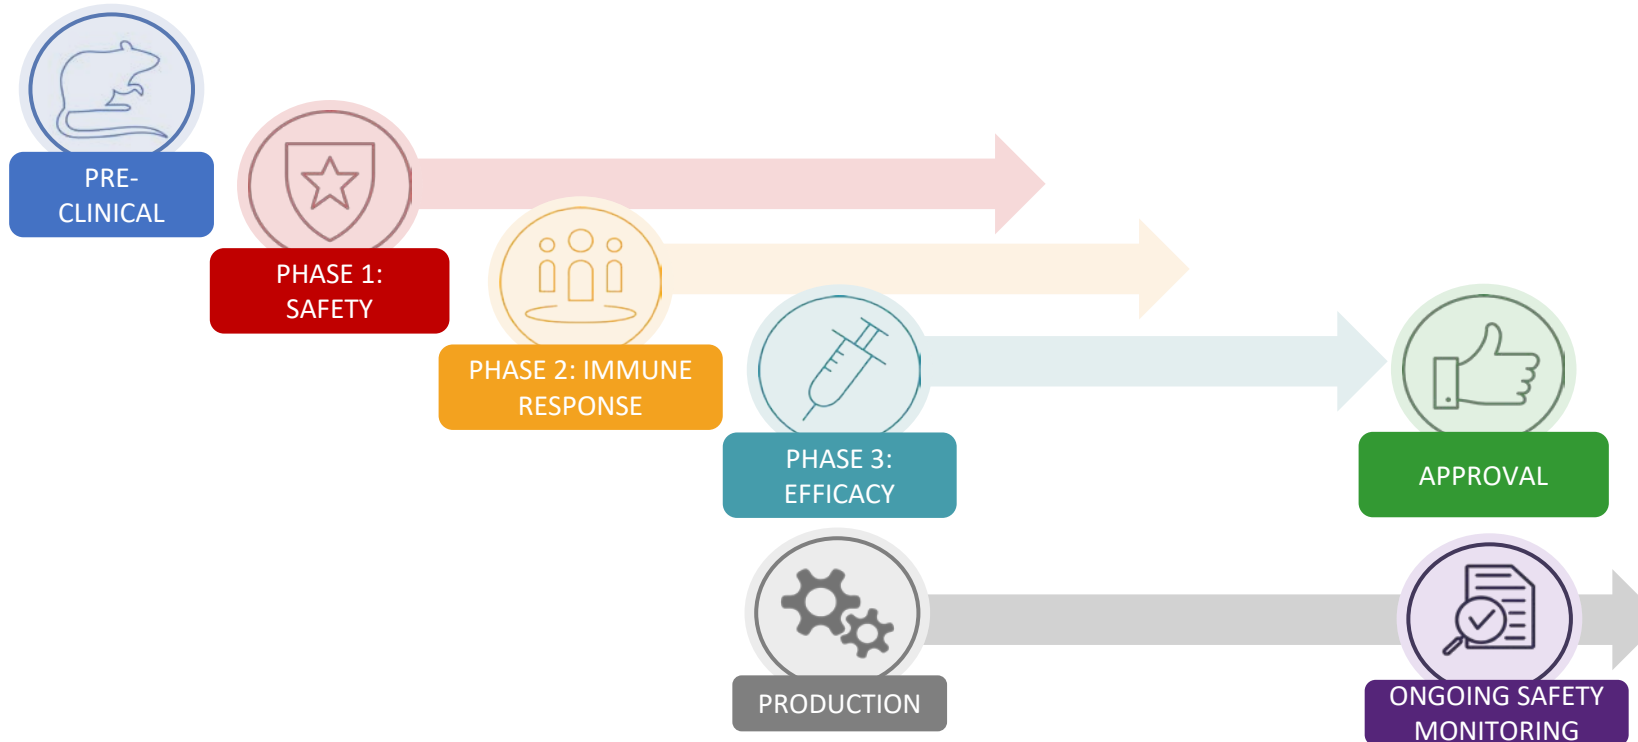 PRE-
CLINICAL
PHASE 1:
SAFETY
PHASE 2: IMMUNE
RESPONSE
PHASE 3:
EFFICACY
APPROVAL
PRODUCTION
ONGOING SAFETY
MONITORING